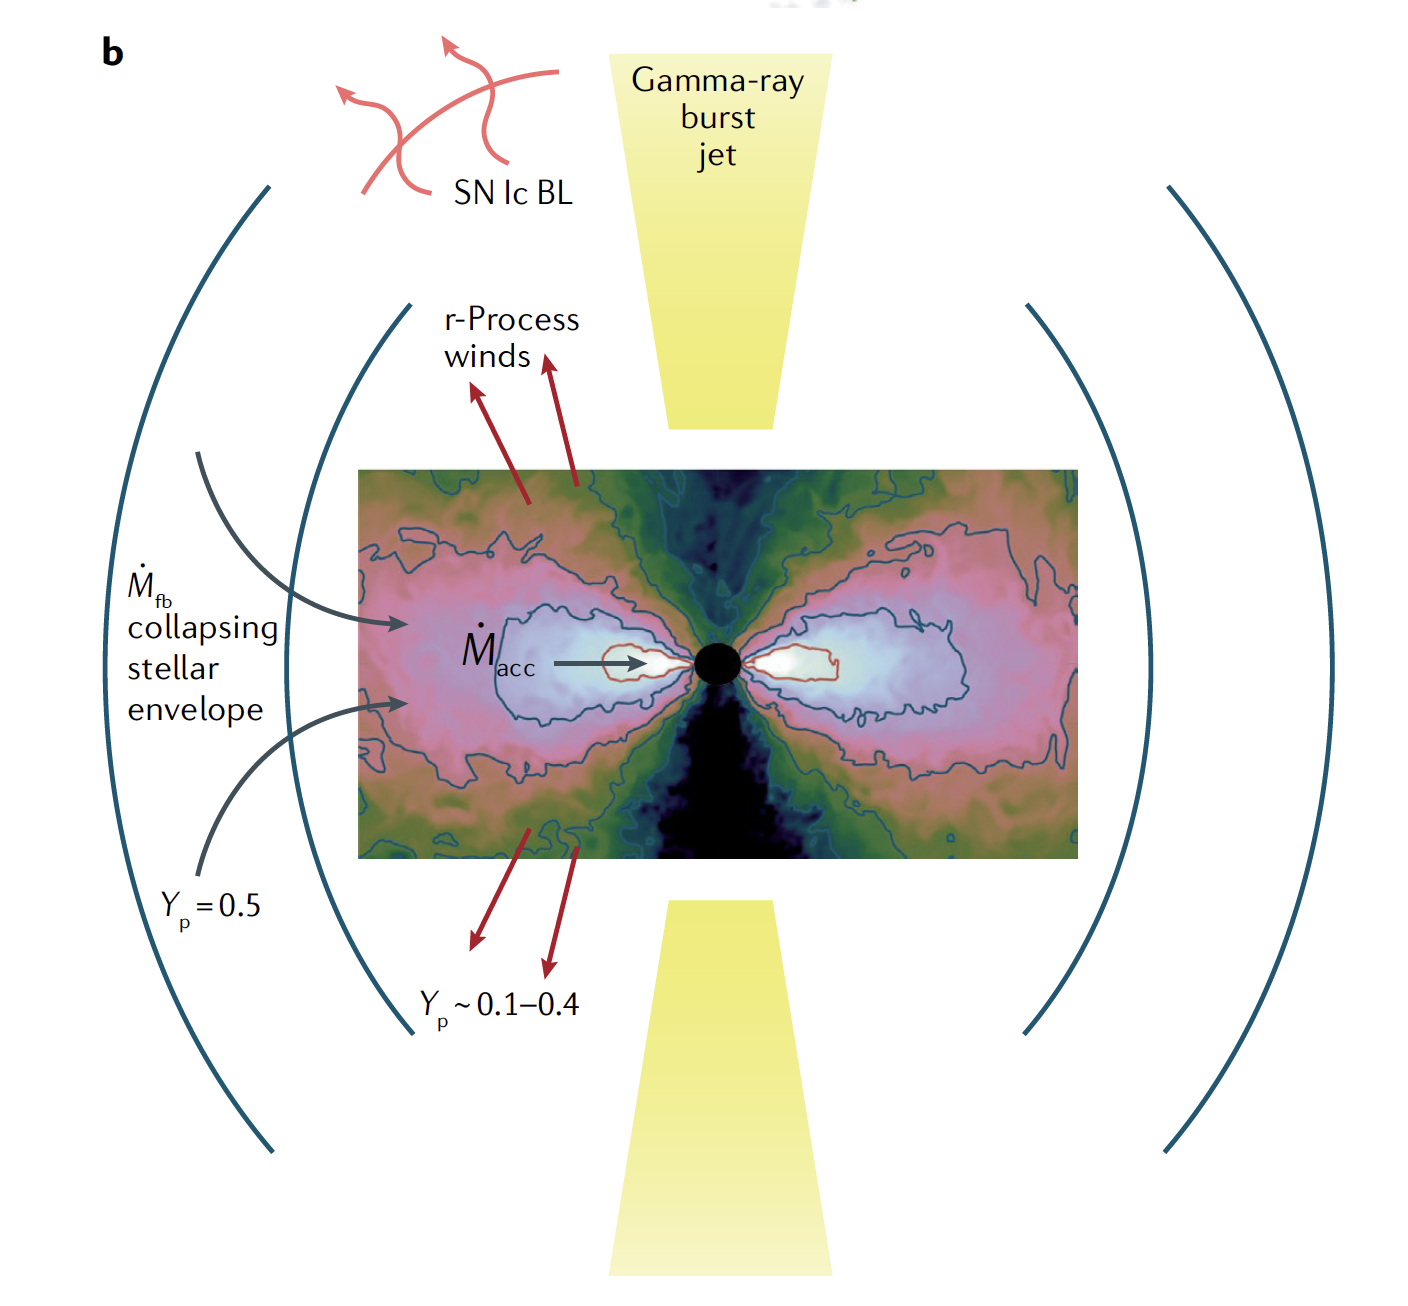 b
Gamma-ray
burst
jet
SN Ic BL
r-Process
winds
Ṁfb
collapsing
stellar
envelope
Ṁacc
Yp = 0.5
Yp ~ 0.1–0.4